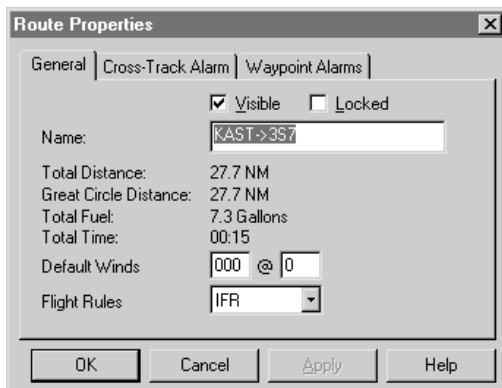 Route Properties
General Cross-Track Alarm Waypoint Alarms
Visible Locked
Name: KAST->3S7
Total Distance: 27.7 NM
Great Circle Distance: 27.7 NM
Total Fuel: 7.3 Gallons
Total Time: 00:15
Default Winds 000 @ 0
Flight Rules IFR
OK Cancel Apply Help